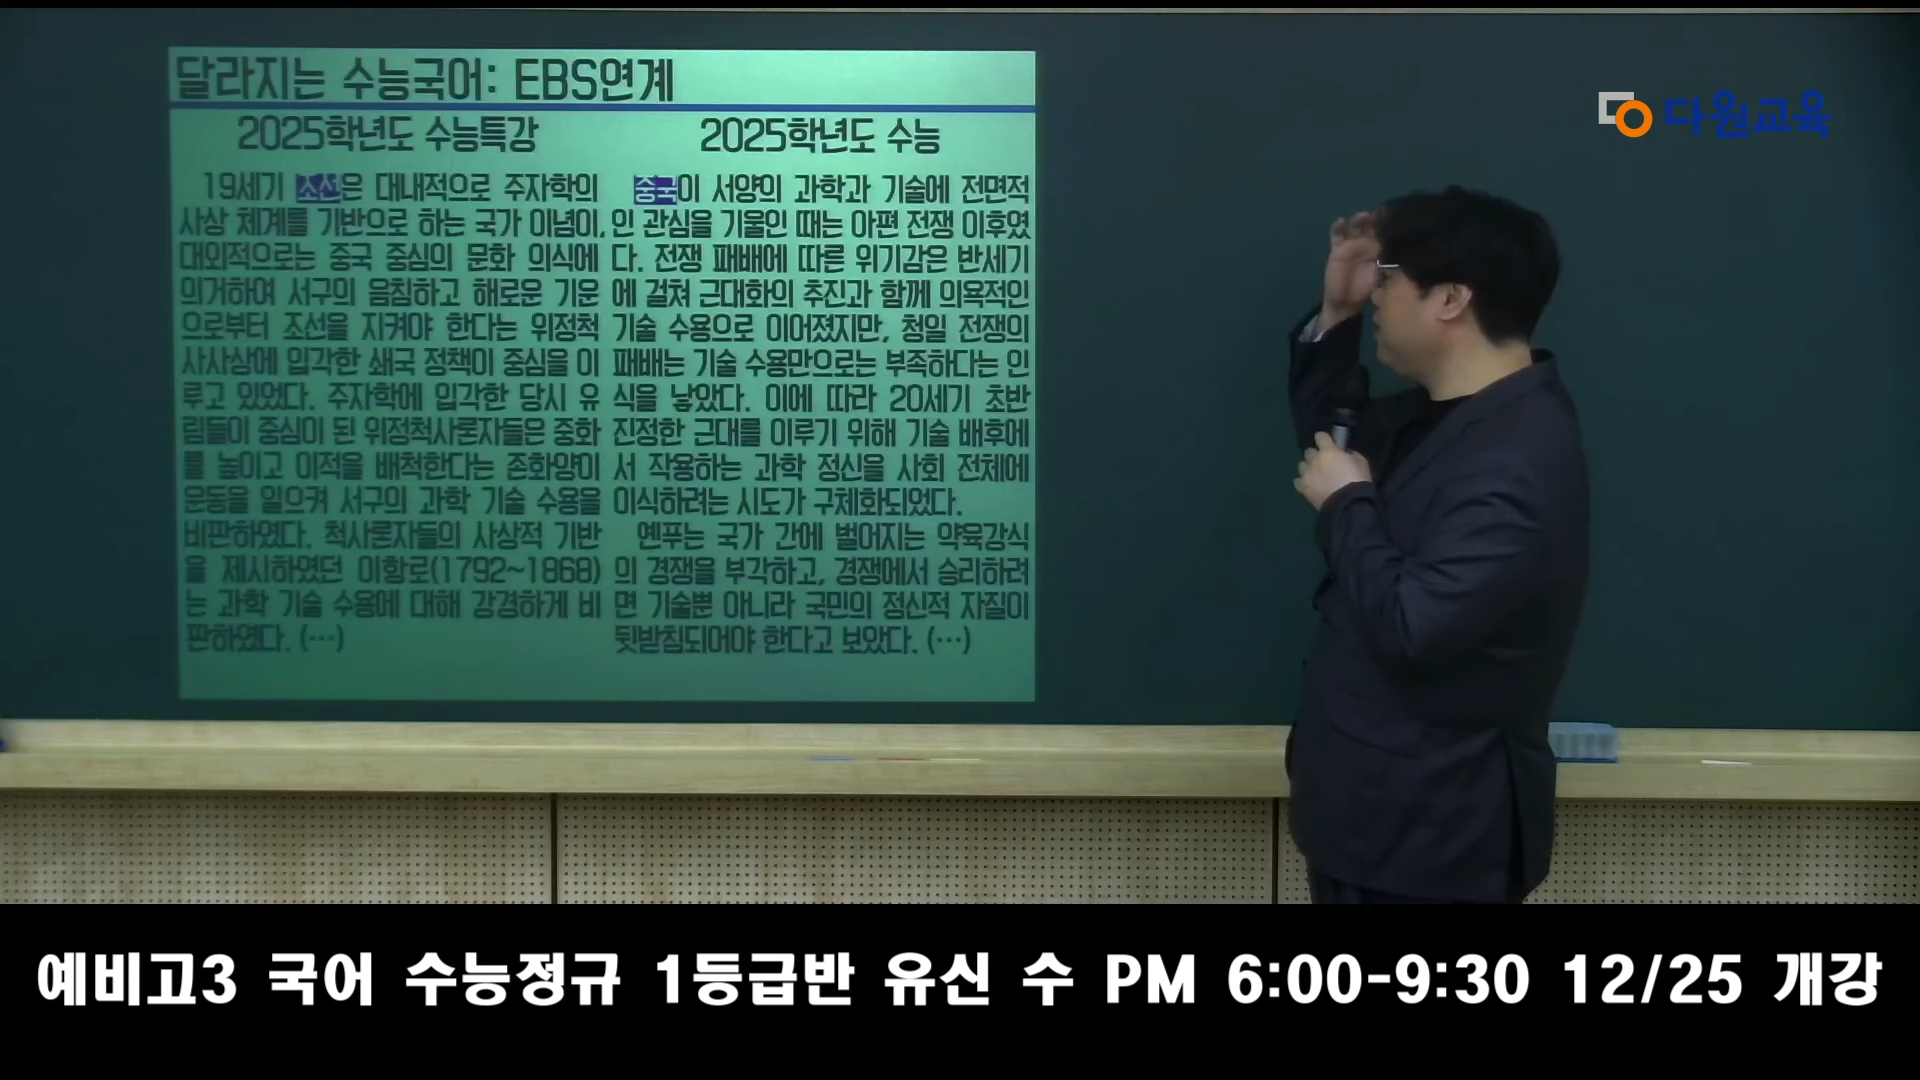 달라지는 수능국어: EBS연계
2025학년도 수능특강
19세기 조선은 대내적으로 주자학의
사상 체계를 기반으로 하는 국가 이념이,
대외적으로는 중국 중심의 문화 의식에
의거하여 서구의 음침하고 해로운 기운
으로부터 조선을 지켜야 한다는 위정척
사사상에 입각한 쇄국 정책이 중심을 이
루고 있었다. 주자학에 입각한 당시 유
림들이 중심이 된 위정척사론자들은 중화
를 높이고 이적을 배척한다는 존화양이
운동을 일으켜 서구의 과학 기술 수용을
비판하였다. 척사론자들의 사상적 기반
을 제시하였던 이항로(1792~1868)
는 과학 기술 수용에 대해 강경하게 비
판하였다. (…)
2025학년도 수능
중국이 서양의 과학과 기술에 전면적
인 관심을 기울인 때는 아편 전쟁 이후였
다. 전쟁 패배에 따른 위기감은 반세기
에 걸쳐 근대화의 추진과 함께 의욕적인
기술 수용으로 이어졌지만, 청일 전쟁의
패배는 기술 수용만으로는 부족하다는 인
식을 낳았다. 이에 따라 20세기 초반
진정한 근대를 이루기 위해 기술 배후에
서 작용하는 과학 정신을 사회 전체에
이식하려는 시도가 구체화되었다.
옌푸는 국가 간에 벌어지는 약육강식
의 경쟁을 부각하고, 경쟁에서 승리하려
면 기술뿐 아니라 국민의 정신적 자질이
뒷받침되어야 한다고 보았다. (…)
다원교육
예비고3 국어 수능정규 1등급반 유신 수 PM 6:00-9:30 12/25 개강